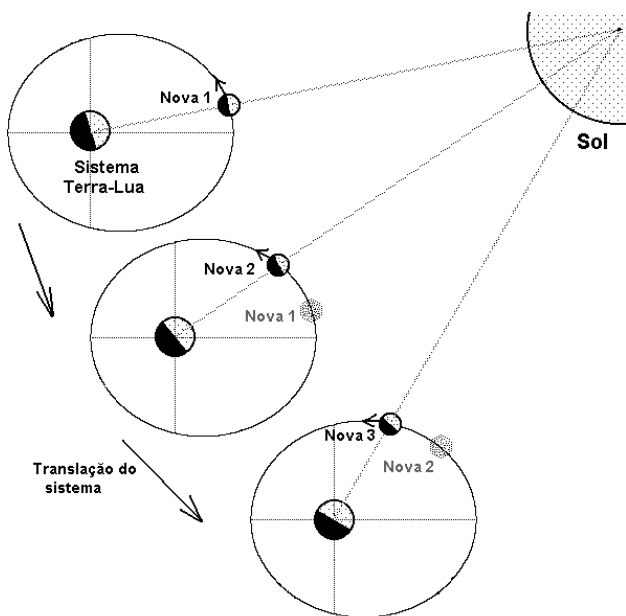 Nova 1
Sol
Sistema
Terra-Lua
Nova 2
Nova 1
Nova 3
Nova 2
Translação do
sistema